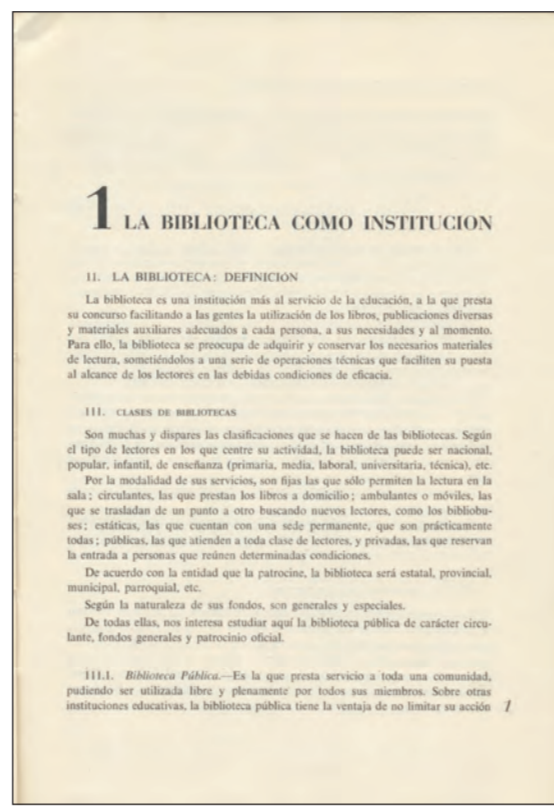 1 LA BIBLIOTECA COMO INSTITUCION
11. LA BIBLIOTECA: DEFINICIÓN
La biblioteca es una institución más al servicio de la educación, a la que presta
su concurso facilitando a las gentes la utilización de los libros, publicaciones diversas
y materiales auxiliares adecuados a cada persona, a sus necesidades y al momento.
Para ello, la biblioteca se preocupa de adquirir y conservar los necesarios materiales
de lectura, sometiéndolos a una serie de operaciones técnicas que faciliten su puesta
al alcance de los lectores en las debidas condiciones de eficacia.
111. CLASES DE BIBLIOTECAS
Son muchas y dispares las clasificaciones que se hacen de las bibliotecas. Según
el tipo de lectores en los que centre su actividad, la biblioteca puede ser nacional,
popular, infantil, de enseñanza (primaria, media, laboral, universitaria, técnica), etc.
Por la modalidad de sus servicios, son fijas las que sólo permiten la lectura en la
sala; circulantes, las que prestan los libros a domicilio; ambulantes o móviles, las
que se trasladan de un punto a otro buscando nuevos lectores, como los bibliobu-
ses; estáticas, las que cuentan con una sede permanente, que son prácticamente
todas; públicas, las que atienden a toda clase de lectores, y privadas, las que reservan
la entrada a personas que reúnen determinadas condiciones.
De acuerdo con la entidad que la patrocine, la biblioteca será estatal, provincial,
municipal, parroquial, etc.
Según la naturaleza de sus fondos, son generales y especiales.
De todas ellas, nos interesa estudiar aquí la biblioteca pública de carácter circu-
lante, fondos generales y patrocinio oficial.
111.1. Biblioteca Pública.—Es la que presta servicio a toda una comunidad,
pudiendo ser utilizada libre y plenamente por todos sus miembros. Sobre otras
instituciones educativas, la biblioteca pública tiene la ventaja de no limitar su acción
1